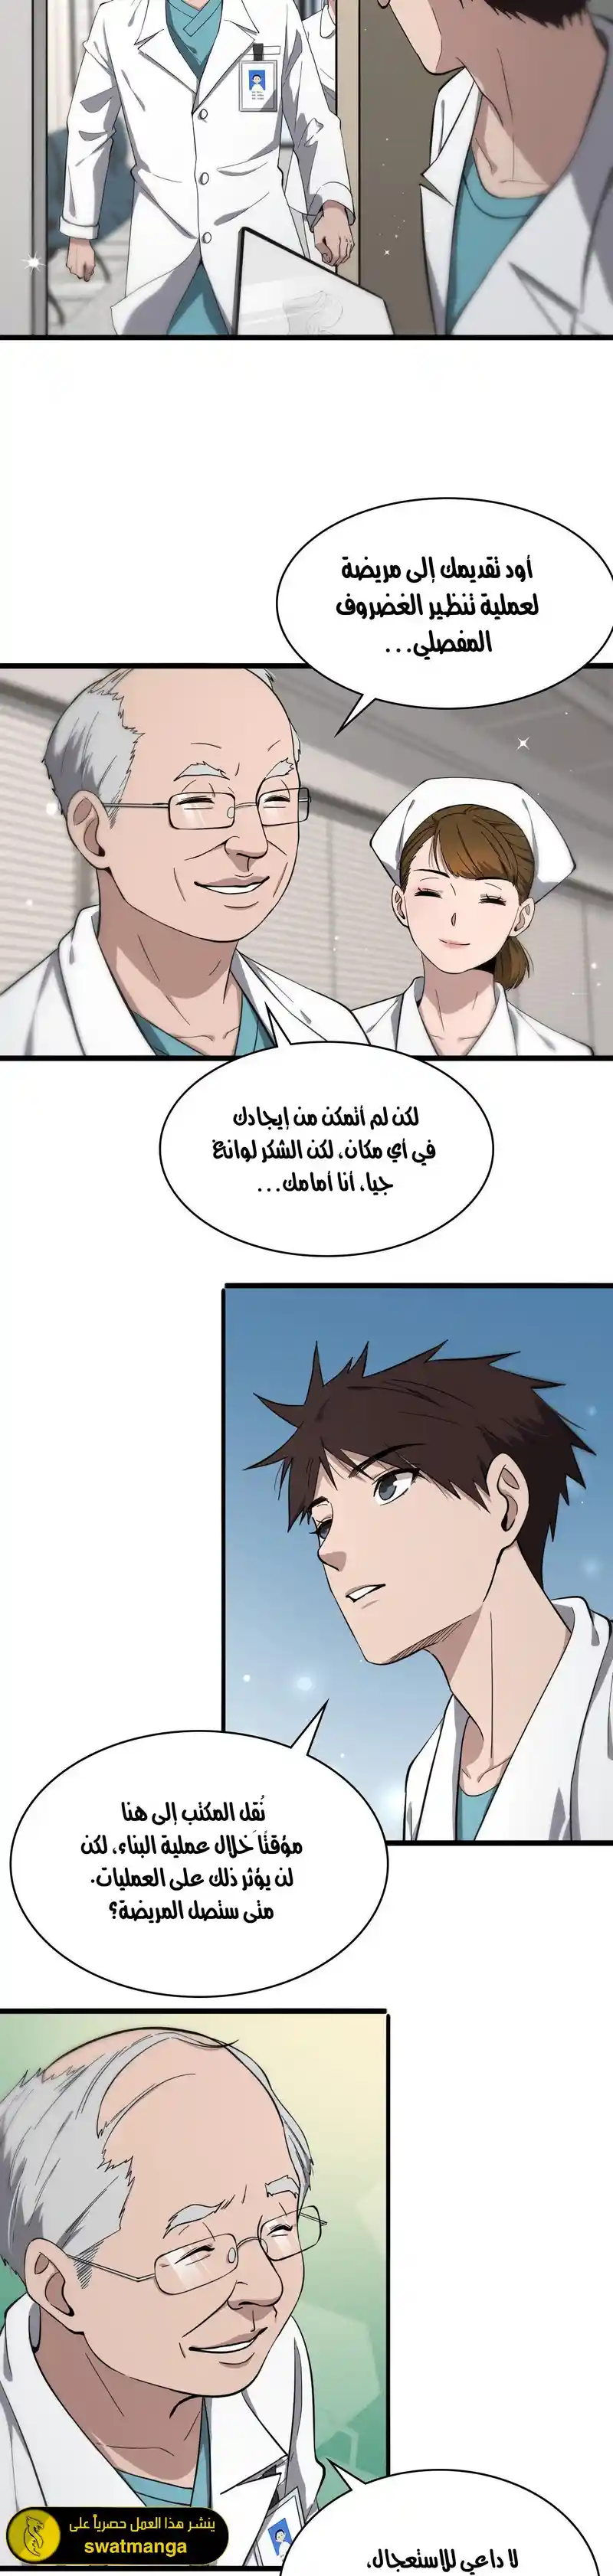 أود تقديمك إلى مريضة
لعملية تنظير الغضروف
المفصلي...
لكن لم أتمكن من إيجادك
في أي مكان، لكن الشكر لوانغ
جيا، أنا أمامك...
نُقل المكتب إلى هنا
مؤقتًا خلال عملية البناء، لكن
لن يؤثر ذلك على العمليات.
متى ستصل المريضة؟
ينشر هذا العمل حصرياً على
swatmanga
لا داعي للاستعجال،